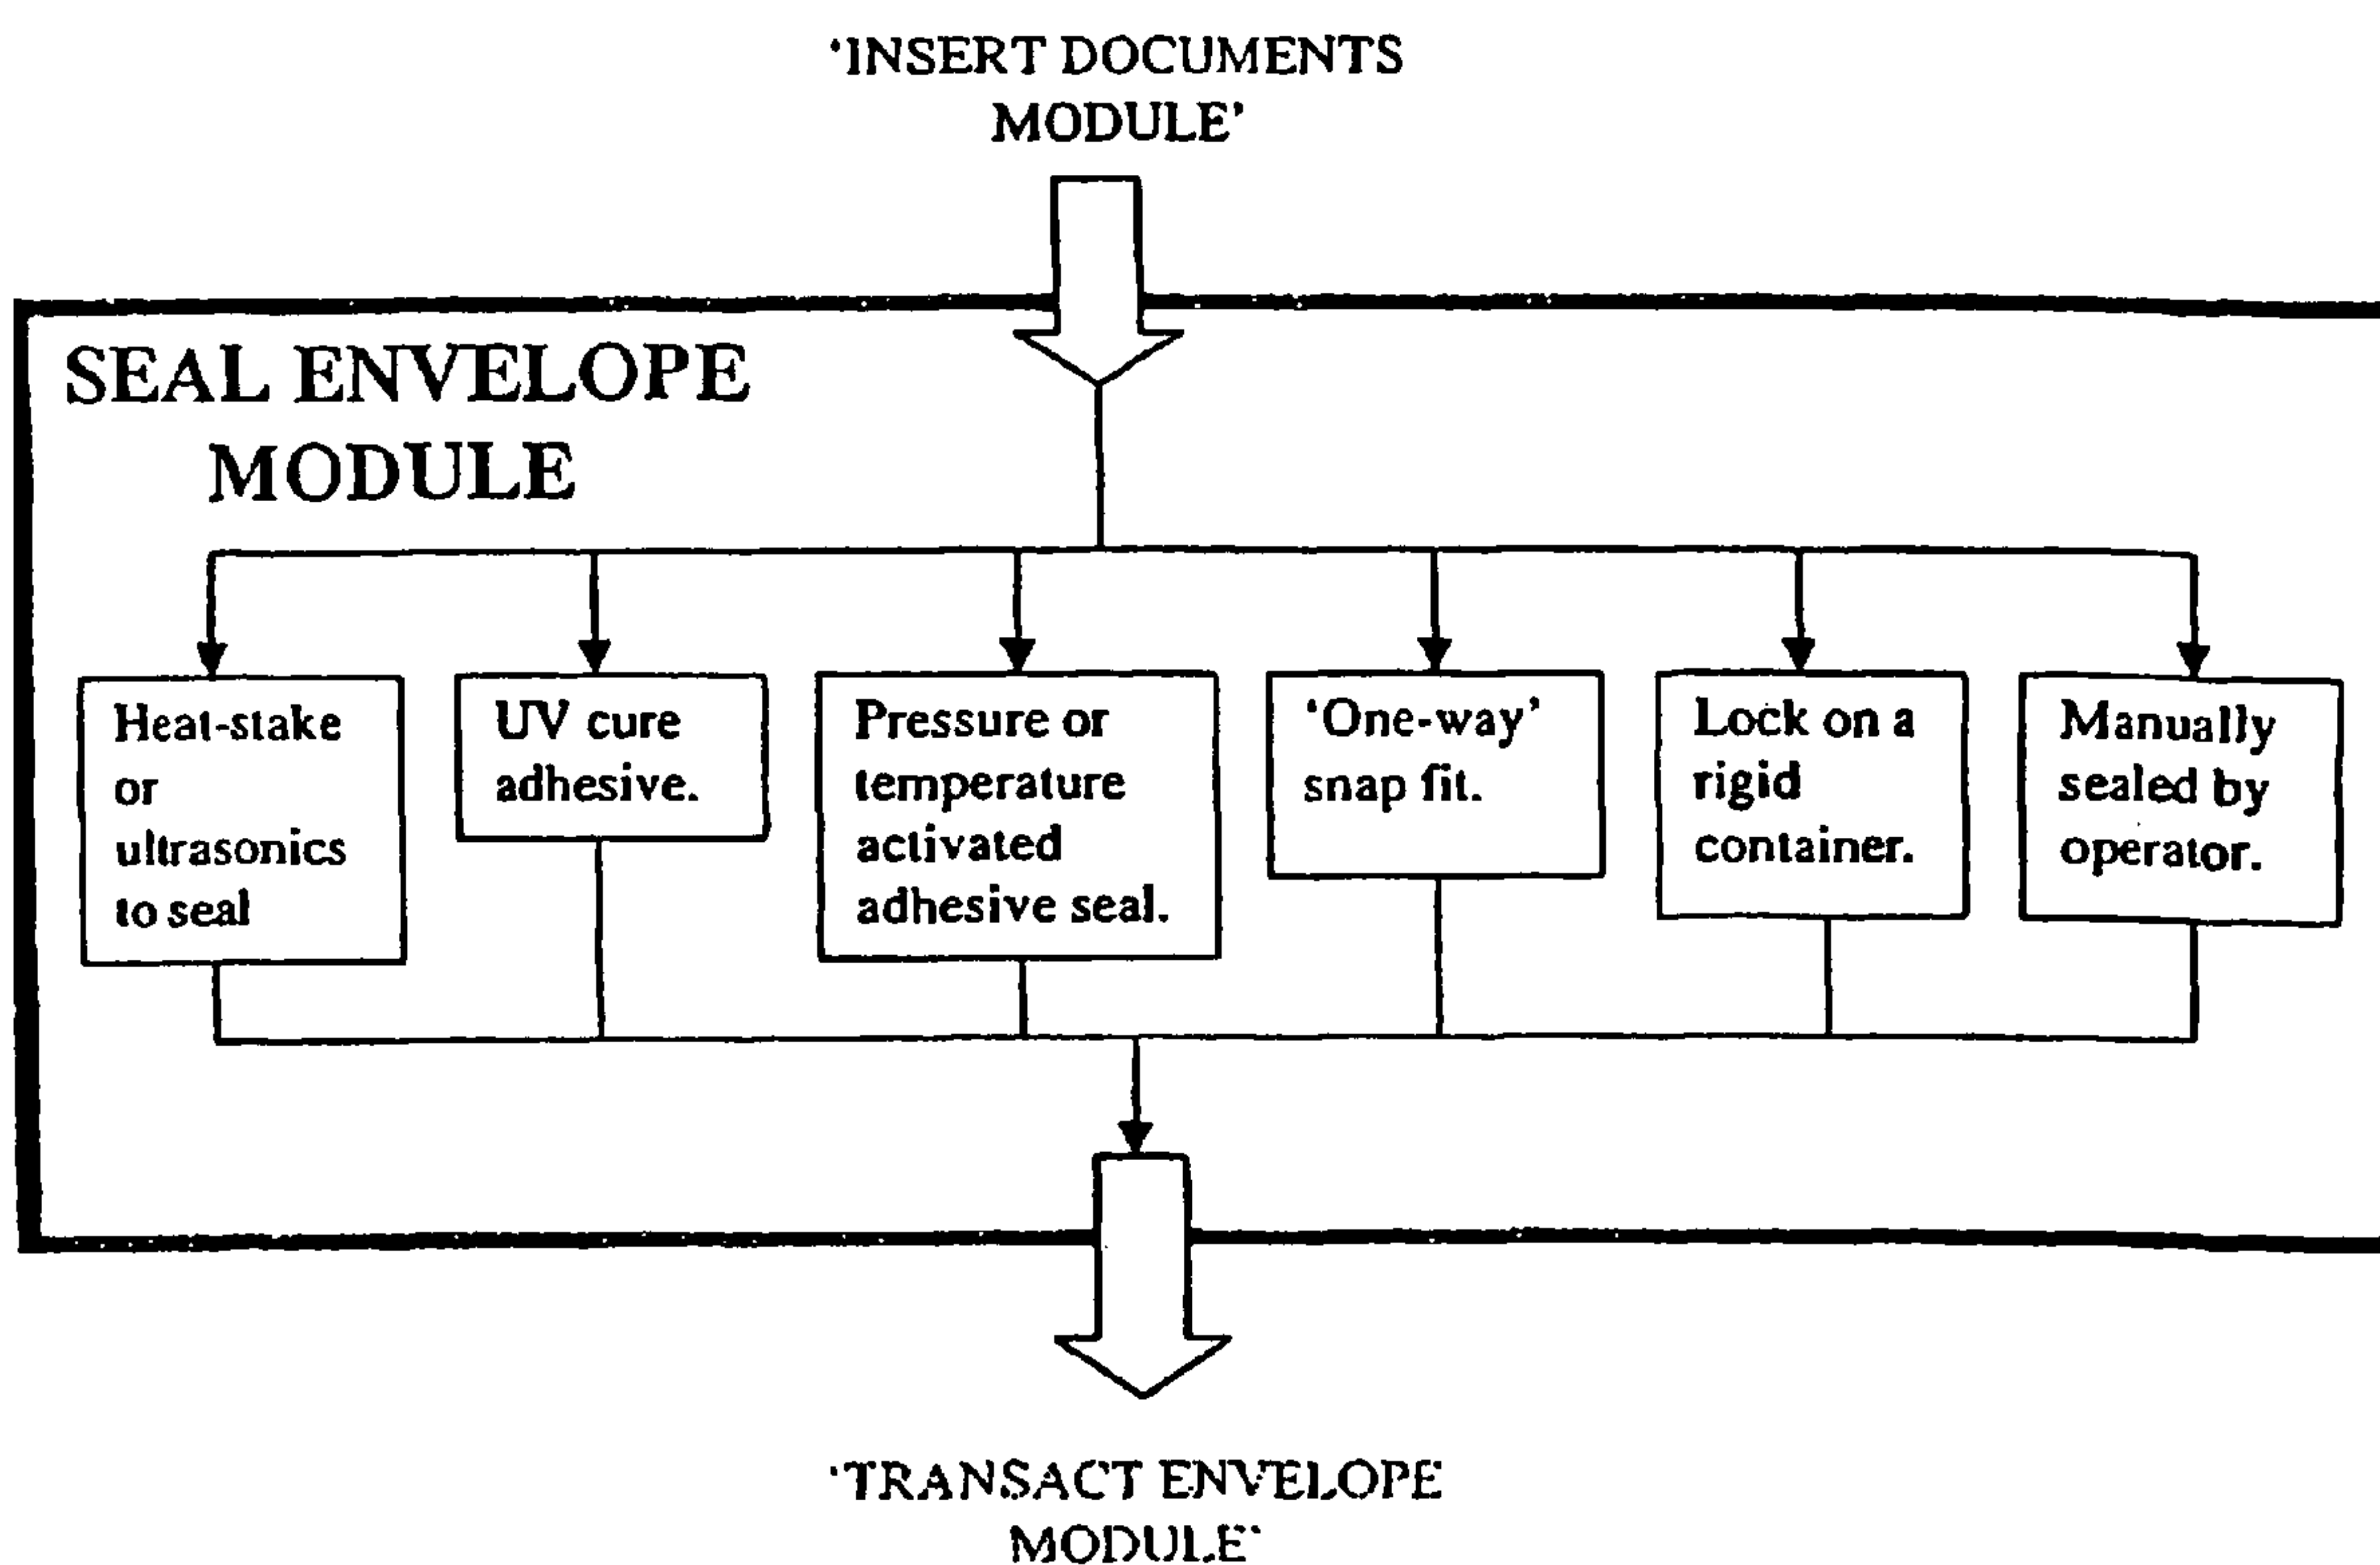 ‘INSERT DOCUMENTS
MODULE’
SEAL ENVELOPE
MODULE
Heat-stake
or
ultrasonics
to seal
UV cure
adhesive.
Pressure or
temperature
activated
adhesive seal.
‘One-way’
snap fit.
Lock on a
rigid
container.
Manually
sealed by
operator.
‘TRANSACT ENVELOPE
MODULE’